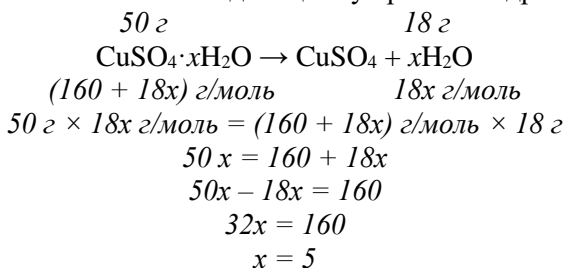 50 г 18 г
CuSO₄·xH₂O → CuSO₄ + xH₂O
(160 + 18x) г/моль 18x г/моль
50 г × 18x г/моль = (160 + 18x) г/моль × 18 г
50 x = 160 + 18x
50x – 18x = 160
32x = 160
x = 5